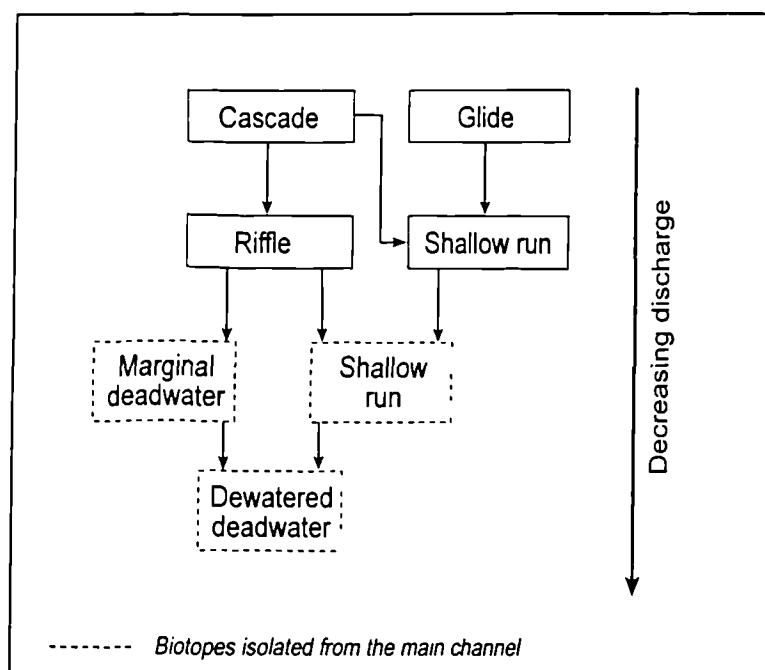 Cascade
Glide
Riffle
Shallow run
Marginal
deadwater
Shallow
run
Dewatered
deadwater
Decreasing discharge
Biotopes isolated from the main channel